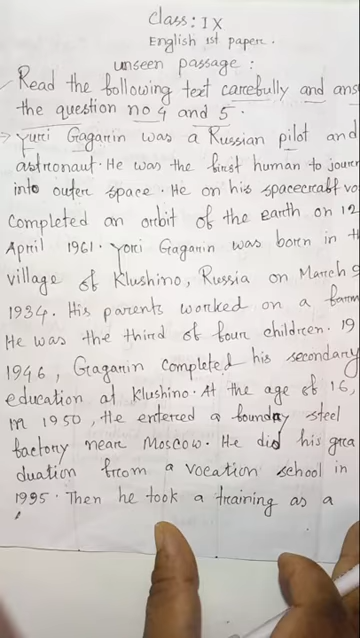 Class: IX
English 1st paper.
unseen passage:
Read the following text carefully and ans
the question no 4 and 5.
→ Yuri Gagarin was a Russian pilot and
astronaut. He was the first human to journ
into outer space. He on his spacecraft vo
completed an orbit of the earth on 12
April 1961. Yori Gagarin was born in th
village of Klushino, Russia on March 9
1934. His parents worked on a farm
He was the third of four children. 19
1946, Gagarin completed his secondary
education at Klushino. At the age of 16,
in 1950, He entered a founday steel
factory near Moscow. He did his gra
duation from a vocation school in
1995. Then he took a training as a